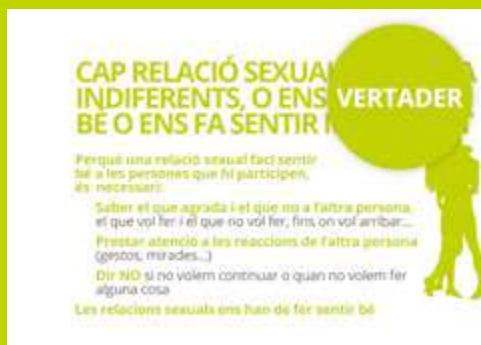 CAP RELACIÓ SEXUAL
INDIFERENTS, O ENS
BÉ O ENS FA SENTIR
VERTADER
Perquè una relació sexual faci sentir
bé a les persones que hi participen,
és necessari:
Saber el que agrada i el que no a l'altra persona,
el que vol fer i el que no vol fer, fins on vol arribar...
Prestar atenció a les reaccions de l'altra persona
(gestos, mirades...)
Dir NO si no volem continuar o quan no volem fer
alguna cosa
Les relacions sexuals ens han de fer sentir bé